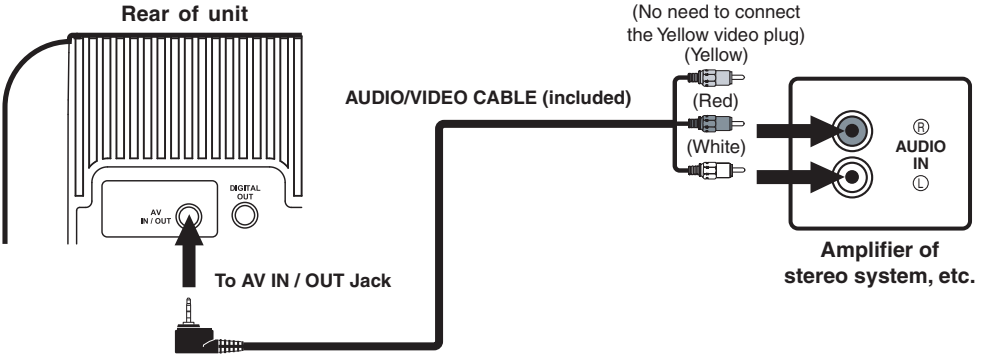 Rear of unit
(No need to connect
the Yellow video plug)
(Yellow)
AUDIO/VIDEO CABLE (included)
(Red)
(White)
R
AUDIO
IN
L
DIGITAL
OUT
AV
IN / OUT
To AV IN / OUT Jack
Amplifier of
stereo system, etc.